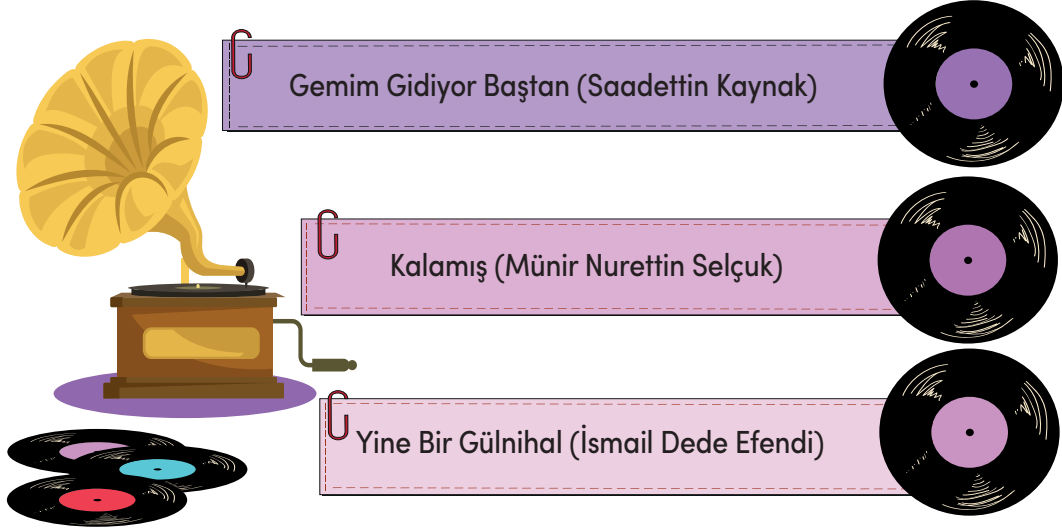 Gemim Gidiyor Baştan (Saadettin Kaynak)
Kalamış (Münir Nurettin Selçuk)
Yine Bir Gülnihal (İsmail Dede Efendi)